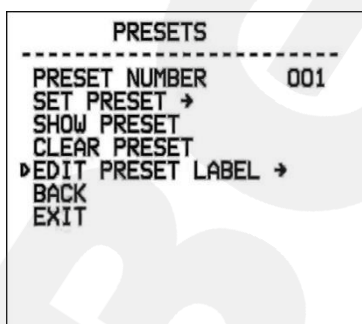 PRESETS
-----------------------
PRESET NUMBER 001
SET PRESET →
SHOW PRESET
CLEAR PRESET
EDIT PRESET LABEL →
BACK
EXIT